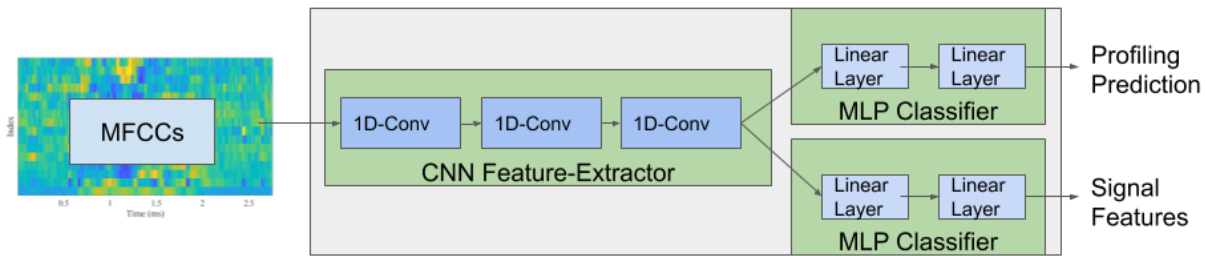 Index
MFCCs
0.5 1 1.5 2 2.5
Time (ms)
1D-Conv
1D-Conv
1D-Conv
CNN Feature-Extractor
Linear
Layer
Linear
Layer
MLP Classifier
Profiling
Prediction
Linear
Layer
Linear
Layer
MLP Classifier
Signal
Features